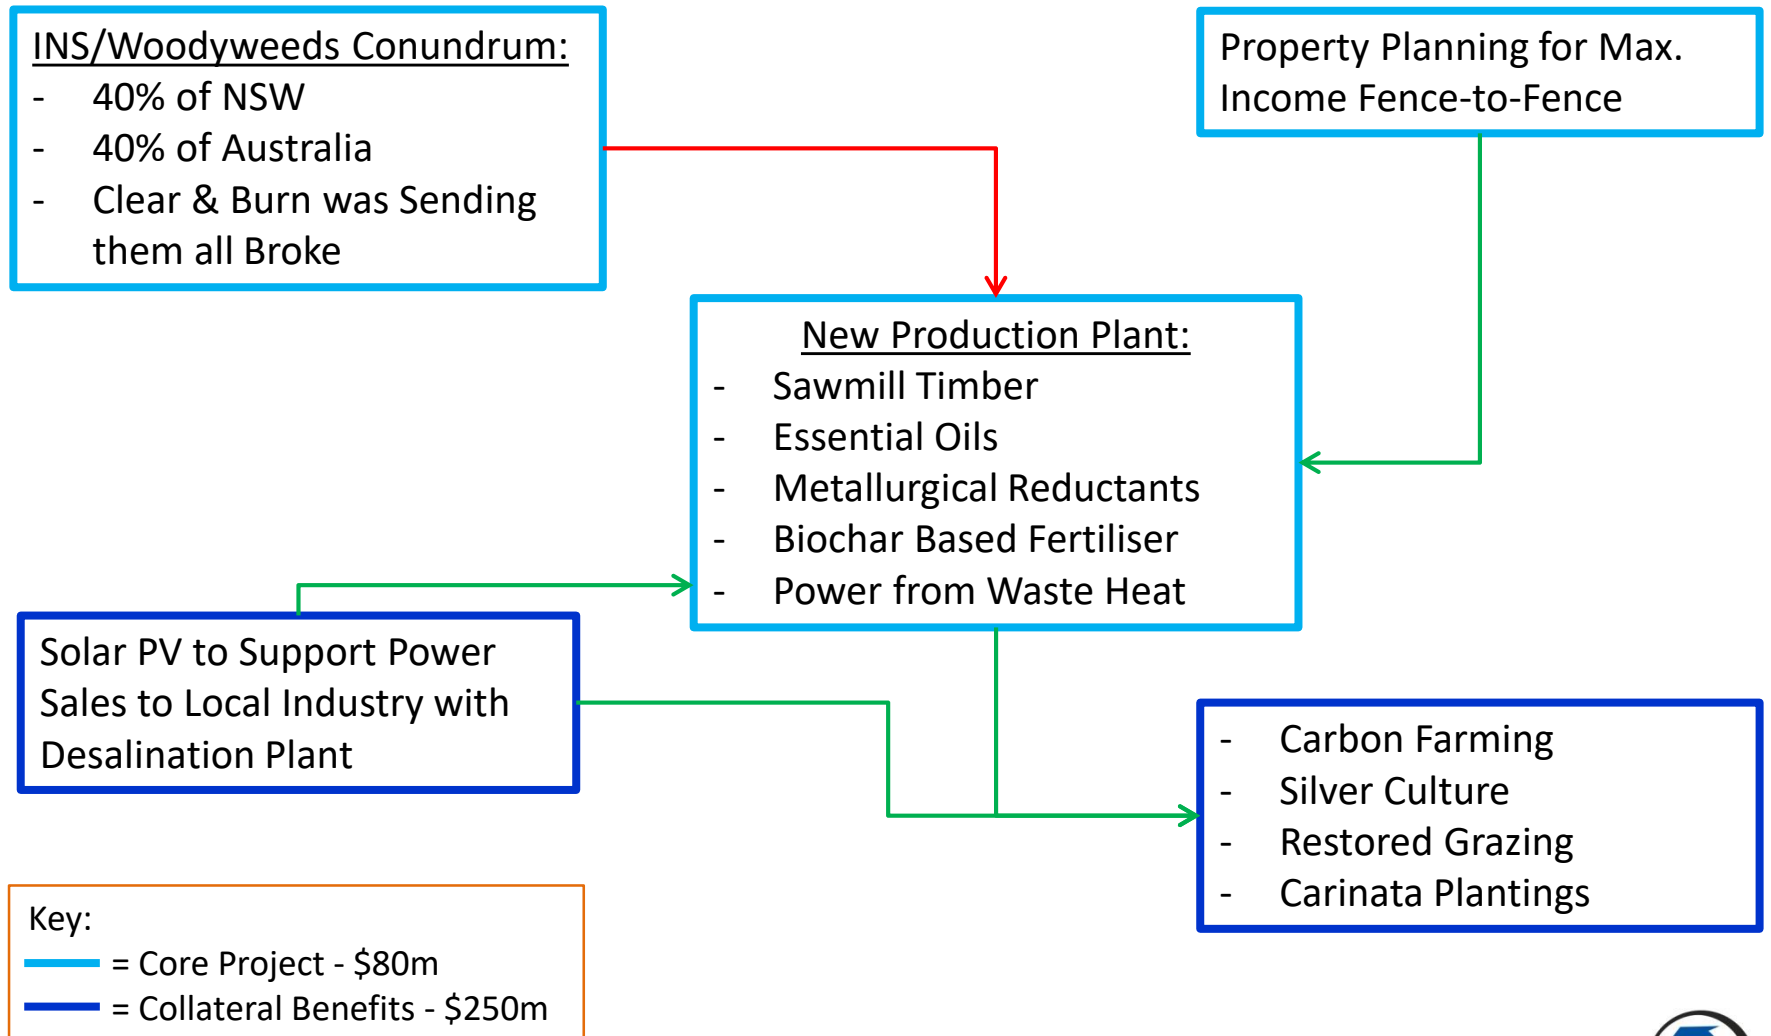 INS/Woodyweeds Conundrum:
- 40% of NSW
- 40% of Australia
- Clear & Burn was Sending
them all Broke
Property Planning for Max.
Income Fence-to-Fence
New Production Plant:
- Sawmill Timber
- Essential Oils
- Metallurgical Reductants
- Biochar Based Fertiliser
- Power from Waste Heat
Solar PV to Support Power
Sales to Local Industry with
Desalination Plant
- Carbon Farming
- Silver Culture
- Restored Grazing
- Carinata Plantings
Key:
= Core Project - $80m
= Collateral Benefits - $250m